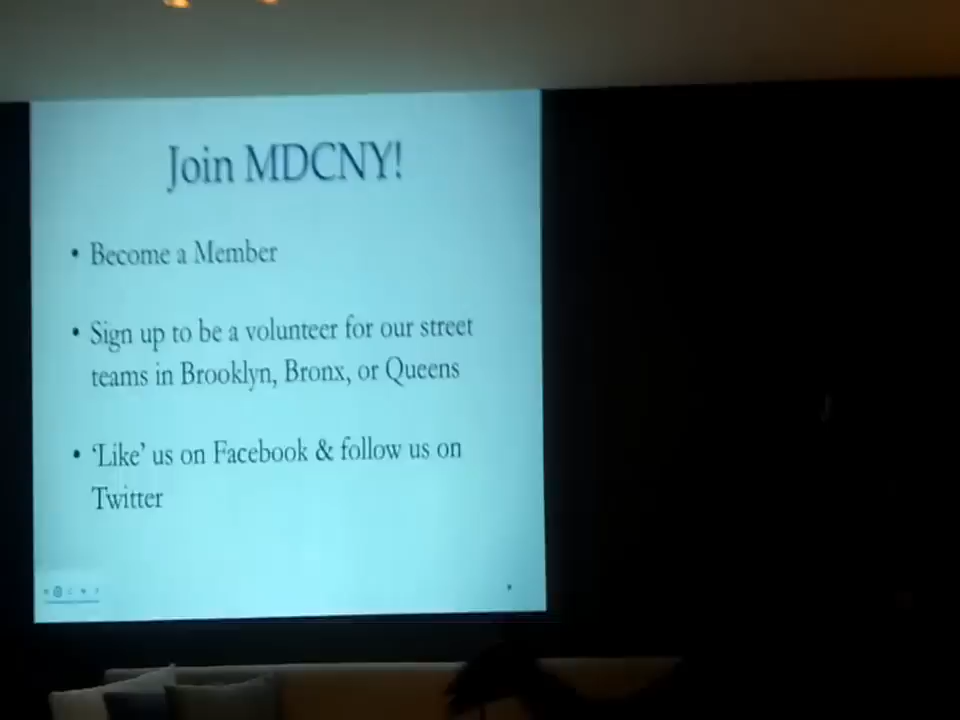 Join MDCNY!
• Become a Member
• Sign up to be a volunteer for our street
teams in Brooklyn, Bronx, or Queens
• ‘Like’ us on Facebook & follow us on
Twitter